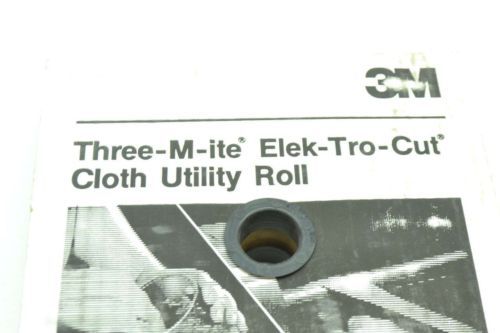 3M
Three-M-ite® Elek-Tro-Cut®
Cloth Utility Roll